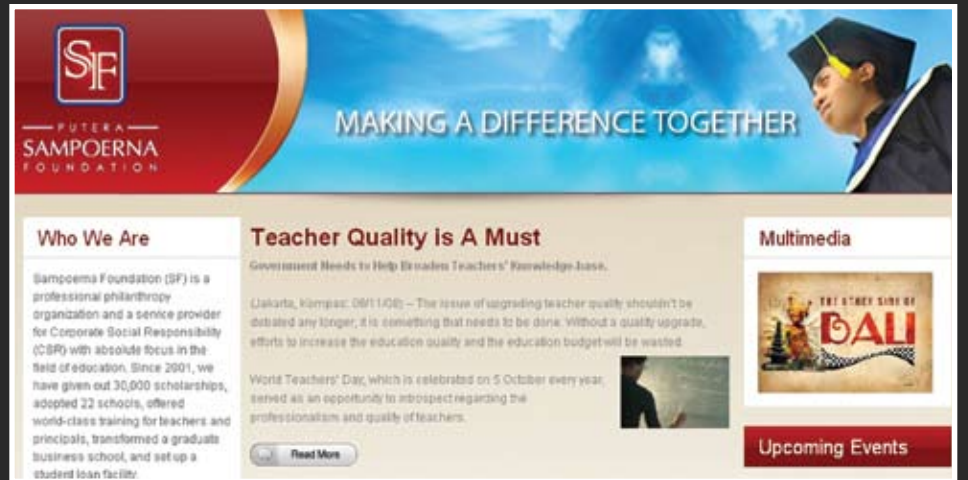 SF
PUTERA
SAMPOERNA
FOUNDATION
MAKING A DIFFERENCE TOGETHER
Who We Are
Sampoerna Foundation (SF) is a
professional philanthropy
organization and a service provider
for Corporate Social Responsibility
(CSR) with absolute focus in the
field of education. Since 2001, we
have given out 30,000 scholarships,
adopted 22 schools, offered
world-class training for teachers and
principals, transformed a graduate
business school, and set up a
student loan facility.
Teacher Quality is A Must
Government Needs to Help Broaden Teachers' Knowledge-base.
(Jakarta, Kompas: 08/11/08) – The issue of upgrading teacher quality shouldn't be
debated any longer, it is something that needs to be done. Without a quality upgrade,
efforts to increase the education quality and the education budget will be wasted.
World Teachers' Day, which is celebrated on 5 October every year,
served as an opportunity to introspect regarding the
professionalism and quality of teachers.
Read More
Multimedia
THE OTHER SIDE OF
BALI
Upcoming Events